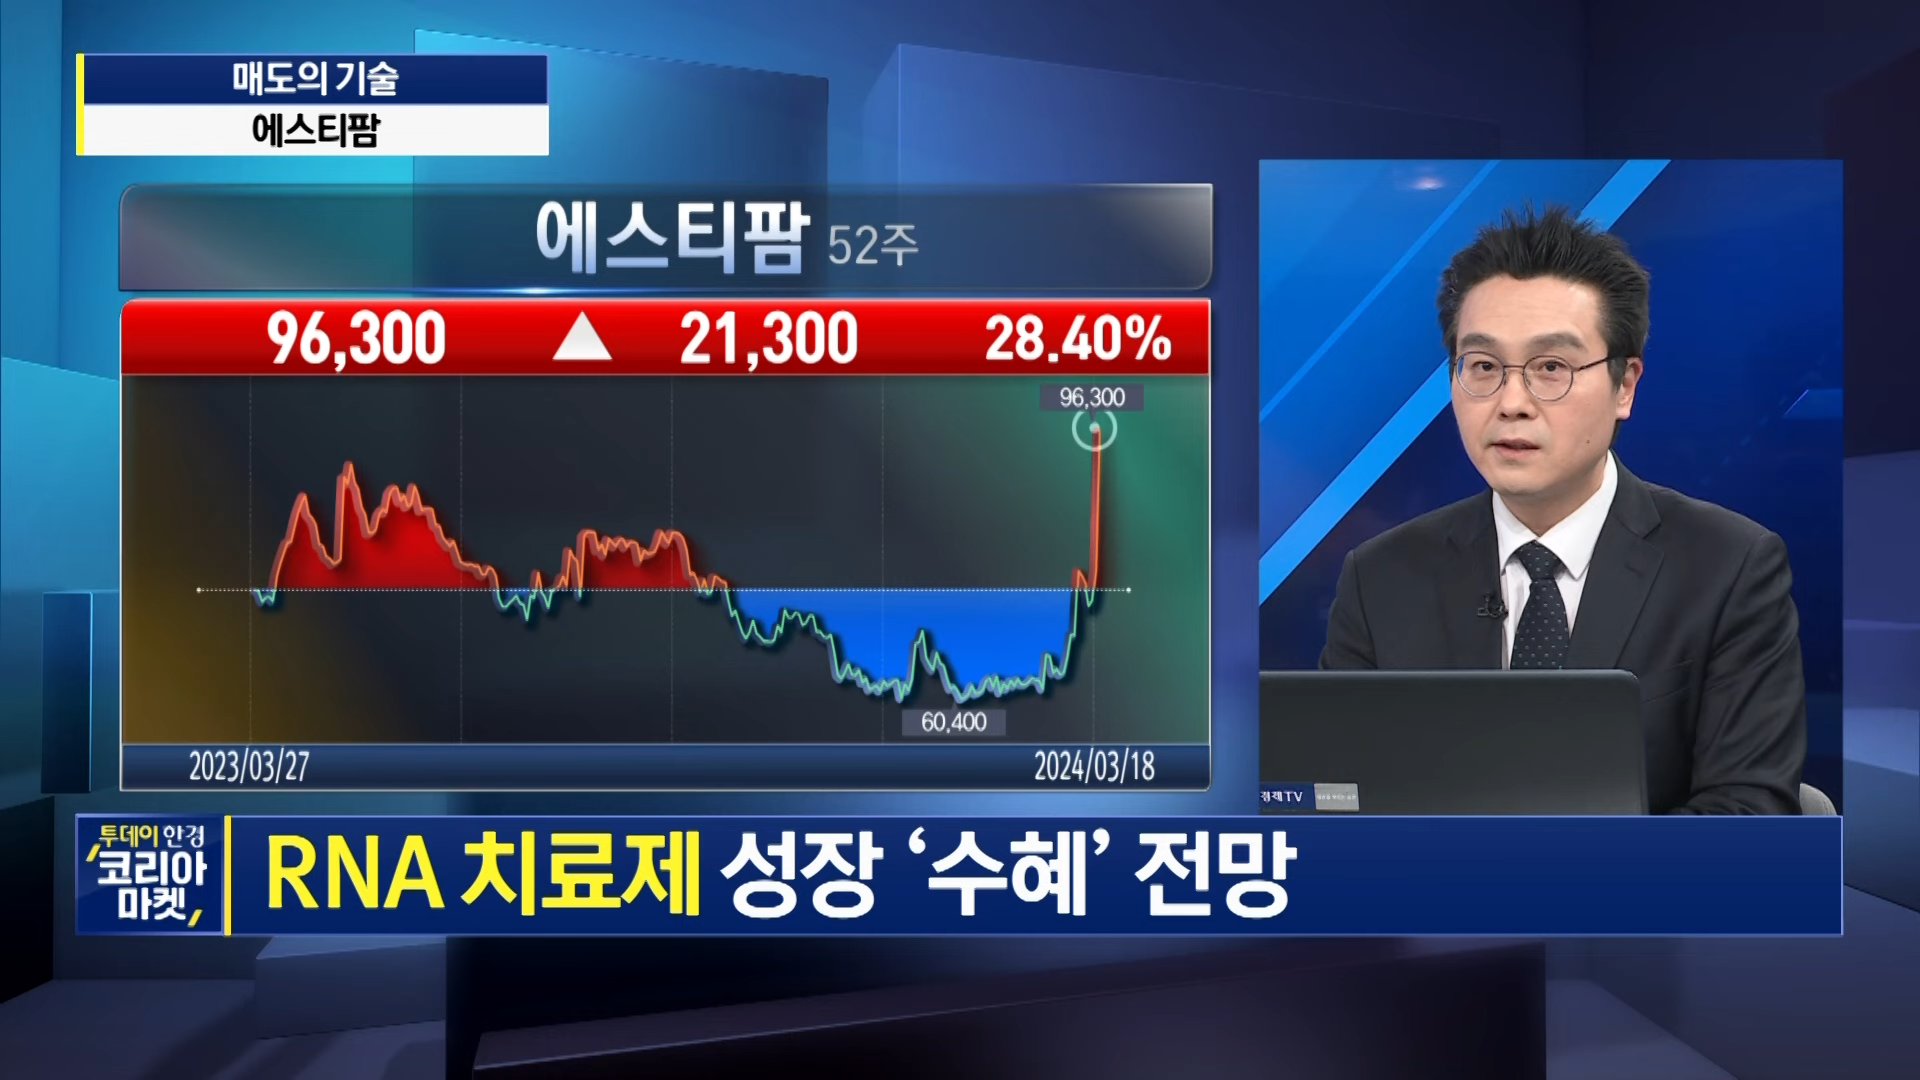 매도의 기술
에스티팜
에스티팜 52주
96,300 ▲ 21,300 28.40%
96,300
60,400
2023/03/27 2024/03/18
경제TV
투데이 한경
코리아
마켓
RNA 치료제 성장 ‘수혜’ 전망